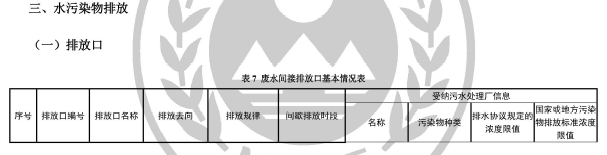 三、水污染物排放
（一）排放口
表 7 废水间接排放口基本情况表
序号 排放口编号 排放口名称 排放去向 排放规律 间歇排放时段 受纳污水处理厂信息
名称 污染物种类 排水协议规定的浓度限值 国家或地方污染物排放标准浓度限值